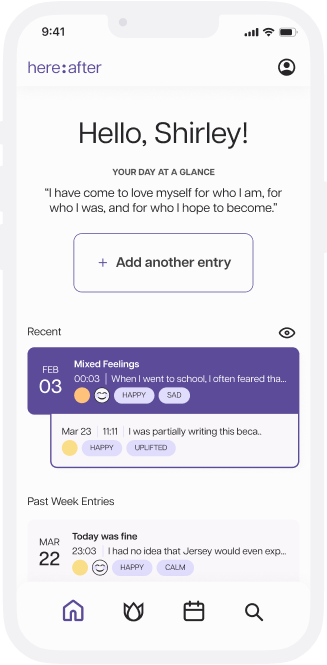 9:41
here:after
Hello, Shirley!
YOUR DAY AT A GLANCE
“I have come to love myself for who I am, for
who I was, and for who I hope to become.”
+ Add another entry
Recent
FEB
03
Mixed Feelings
00:03 | When I went to school, I often feared tha...
HAPPY SAD
Mar 23 | 11:11 | I was partially writing this beca..
HAPPY UPLIFTED
Past Week Entries
MAR
22
Today was fine
23:03 | I had no idea that Jersey would even exp...
HAPPY CALM